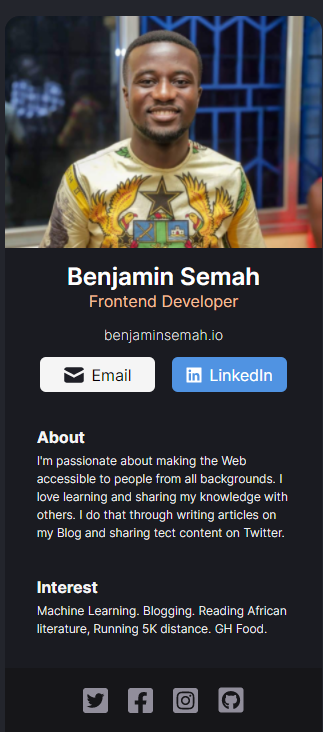 Benjamin Semah
Frontend Developer
benjaminsemah.io
Email
in LinkedIn
About
I'm passionate about making the Web
accessible to people from all backgrounds. I
love learning and sharing my knowledge with
others. I do that through writing articles on
my Blog and sharing tect content on Twitter.
Interest
Machine Learning. Blogging. Reading African
literature, Running 5K distance. GH Food.